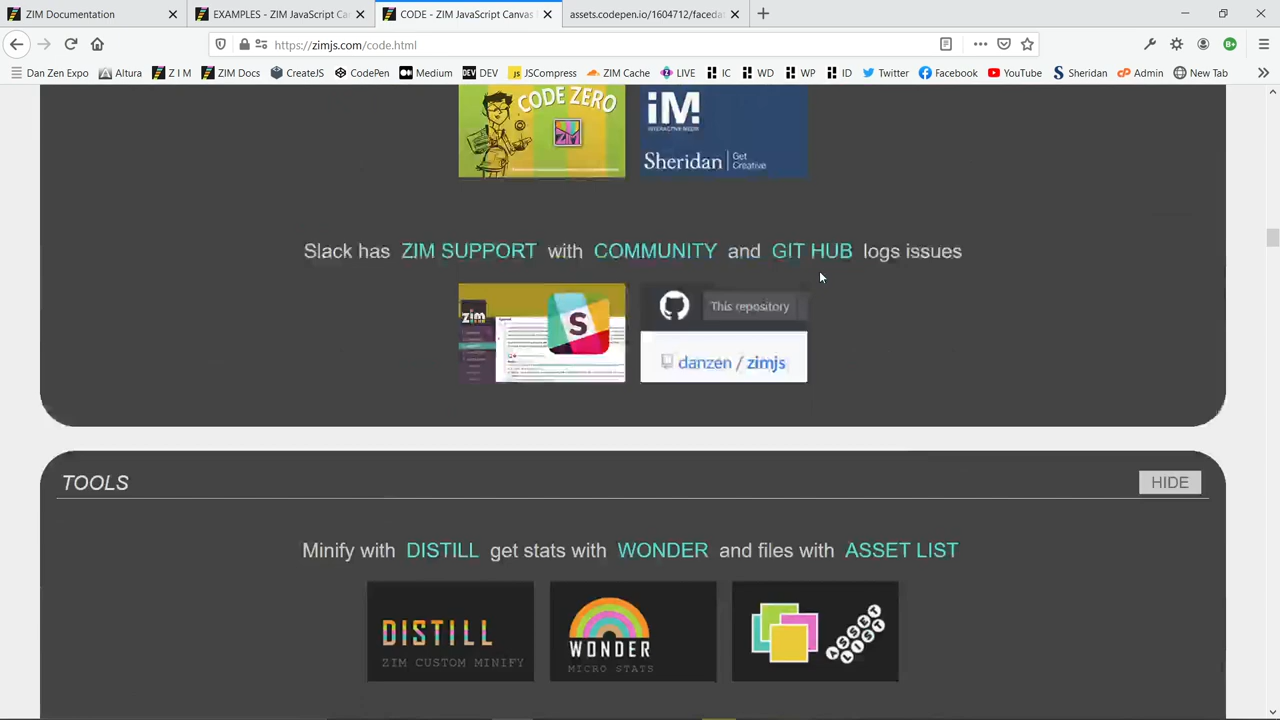 ZIM Documentation
EXAMPLES - ZIM JavaScript Ca
CODE - ZIM JavaScript Canvas
assets.codepen.io/1604712/faceda
https://zimjs.com/code.html
Dan Zen Expo
Altura
Z I M
ZIM Docs
CreateJS
CodePen
Medium
DEV
JSCompress
ZIM Cache
LIVE
IC
WD
WP
ID
Twitter
Facebook
YouTube
Sheridan
Admin
New Tab
CODE ZERO
iM!
INTERACTIVE MEDIA
Sheridan | Get Creative
Slack has ZIM SUPPORT with COMMUNITY and GIT HUB logs issues
zim
S
This repository
danzen / zimjs
TOOLS
HIDE
Minify with DISTILL get stats with WONDER and files with ASSET LIST
DISTILL
ZIM CUSTOM MINIFY
WONDER
MICRO STATS
ASSET
LIST